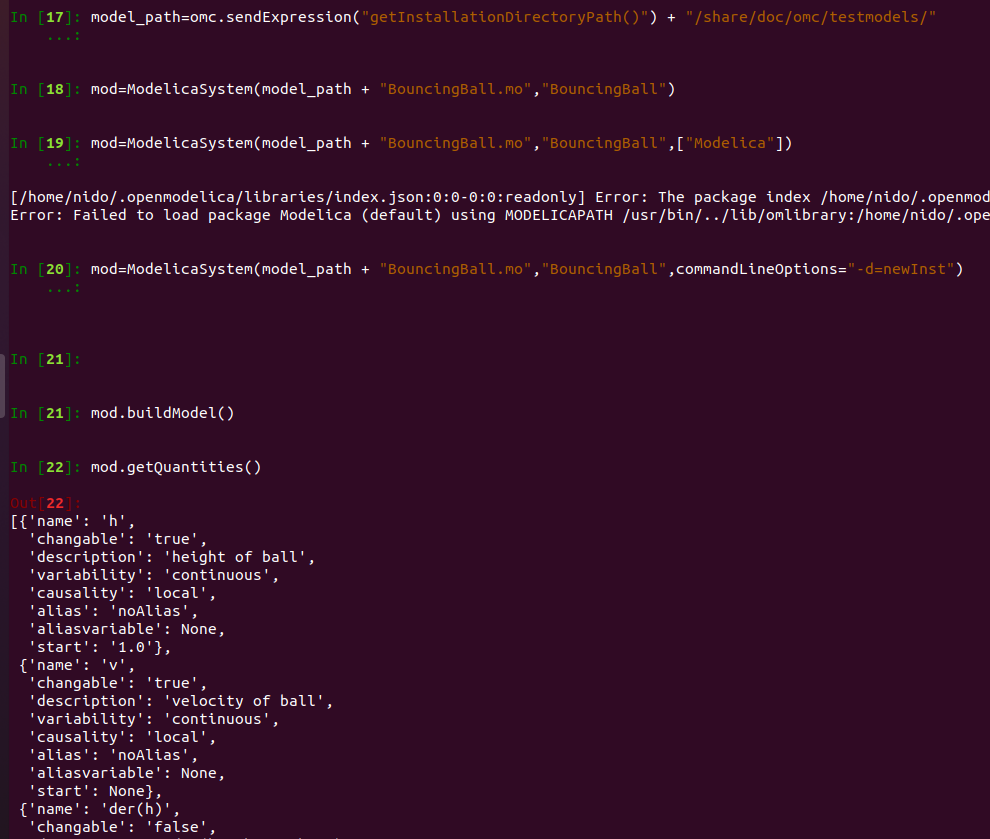 In [17]: model_path=omc.sendExpression("getInstallationDirectoryPath()") + "/share/doc/omc/testmodels/"
...:
In [18]: mod=ModelicaSystem(model_path + "BouncingBall.mo","BouncingBall")
In [19]: mod=ModelicaSystem(model_path + "BouncingBall.mo","BouncingBall",["Modelica"])
...:
[/home/nido/.openmodelica/libraries/index.json:0:0-0:0:readonly] Error: The package index /home/nido/.openmod
Error: Failed to load package Modelica (default) using MODELICAPATH /usr/bin/../lib/omlibrary:/home/nido/.ope
In [20]: mod=ModelicaSystem(model_path + "BouncingBall.mo","BouncingBall",commandLineOptions="-d=newInst")
...:
In [21]:
In [21]: mod.buildModel()
In [22]: mod.getQuantities()
Out[22]:
[{'name': 'h',
'changable': 'true',
'description': 'height of ball',
'variability': 'continuous',
'causality': 'local',
'alias': 'noAlias',
'aliasvariable': None,
'start': '1.0'},
{'name': 'v',
'changable': 'true',
'description': 'velocity of ball',
'variability': 'continuous',
'causality': 'local',
'alias': 'noAlias',
'aliasvariable': None,
'start': None},
{'name': 'der(h)',
'changable': 'false',